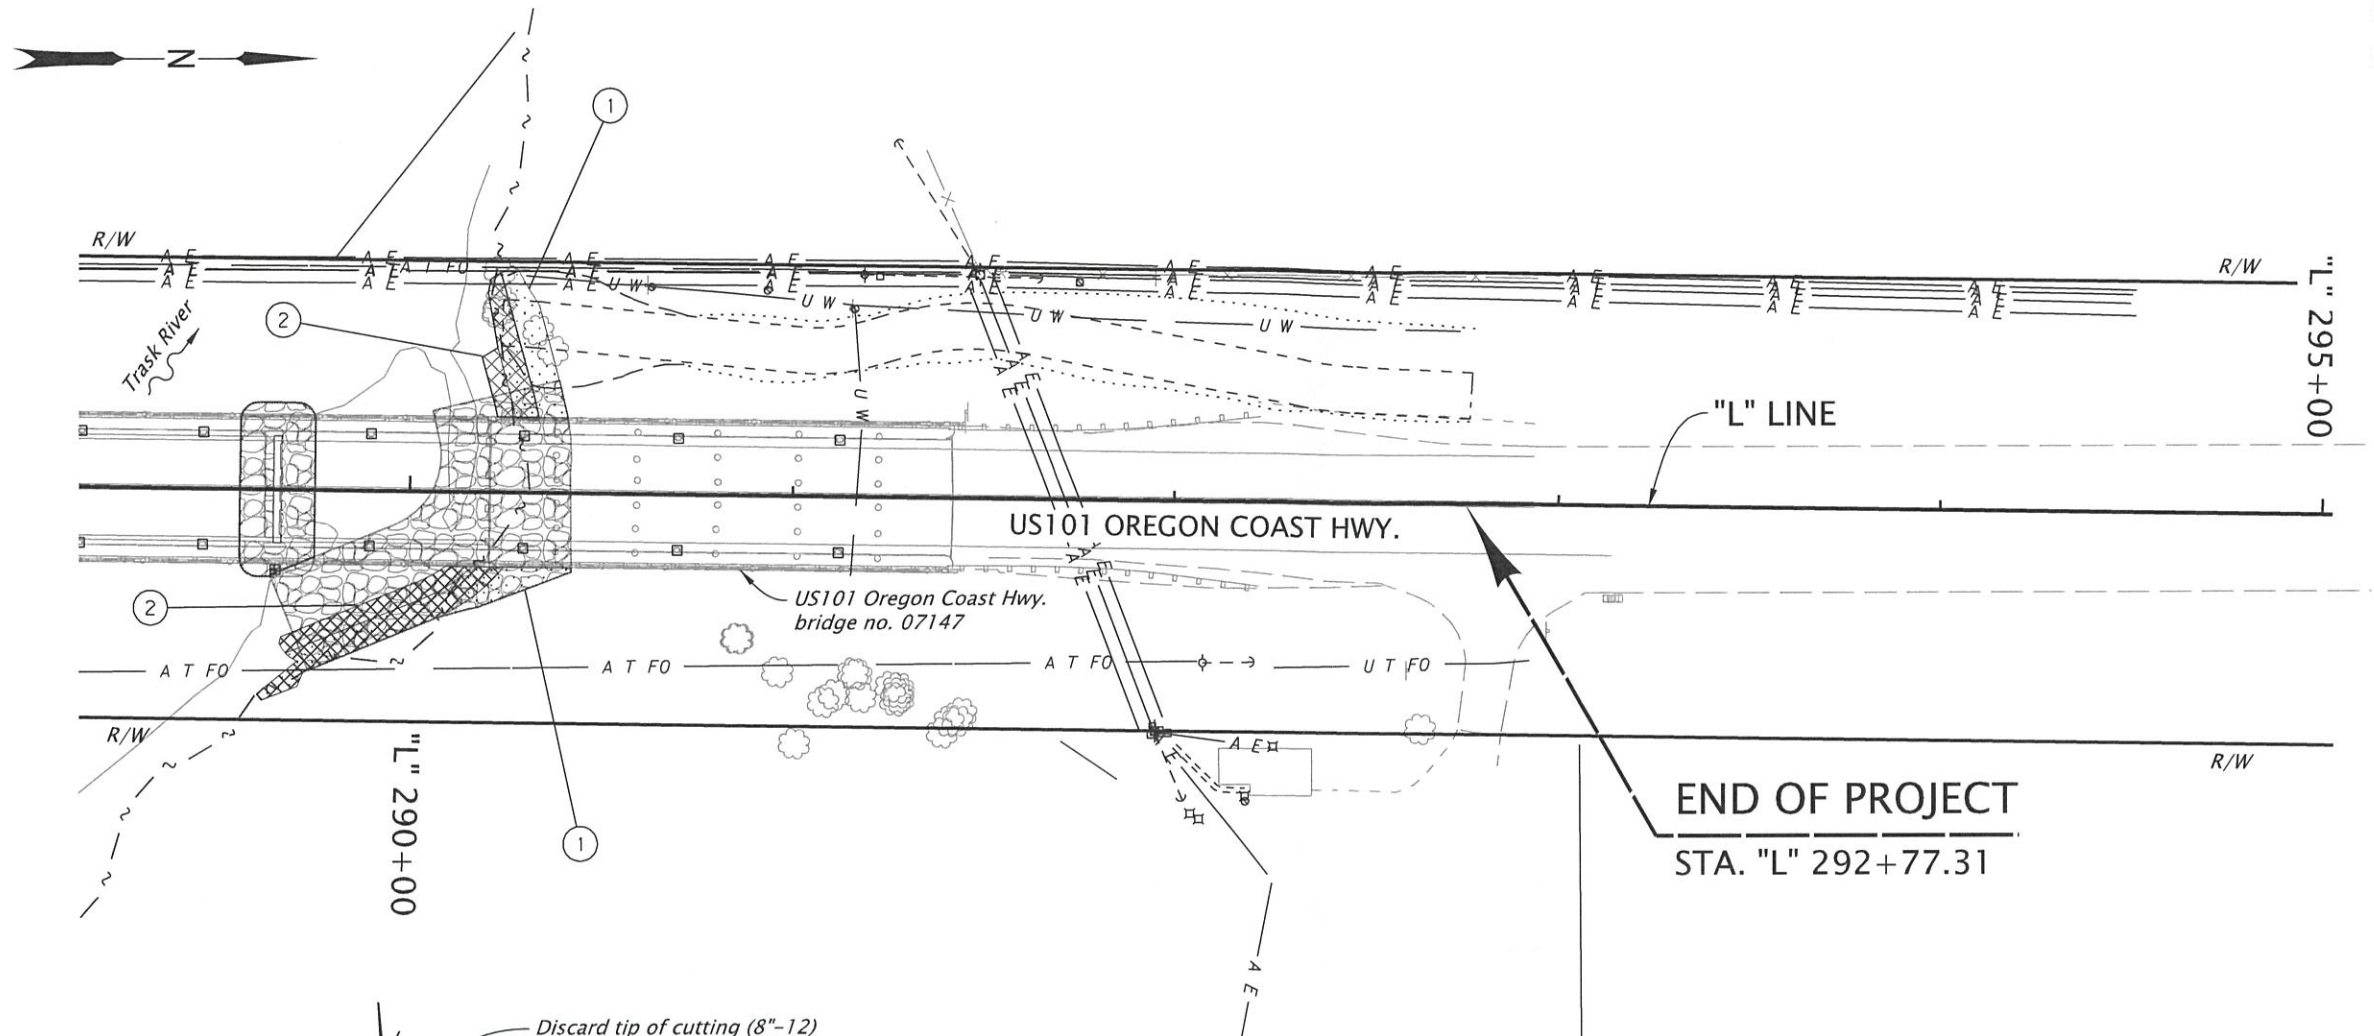 N
1
R/W
R/W
A E A E A E A E A E A E A E A E A E A E
A T FO
U W
U W
U W
U W
U W
2
Trask River
"L" 295+00
"L" LINE
US101 OREGON COAST HWY.
A E
2
US101 Oregon Coast Hwy.
bridge no. 07147
A T FO
A T FO
A T FO
U T FO
R/W
A E
R/W
"L" 290+00
END OF PROJECT
STA. "L" 292+77.31
1
A E
Discard tip of cutting (8"-12)